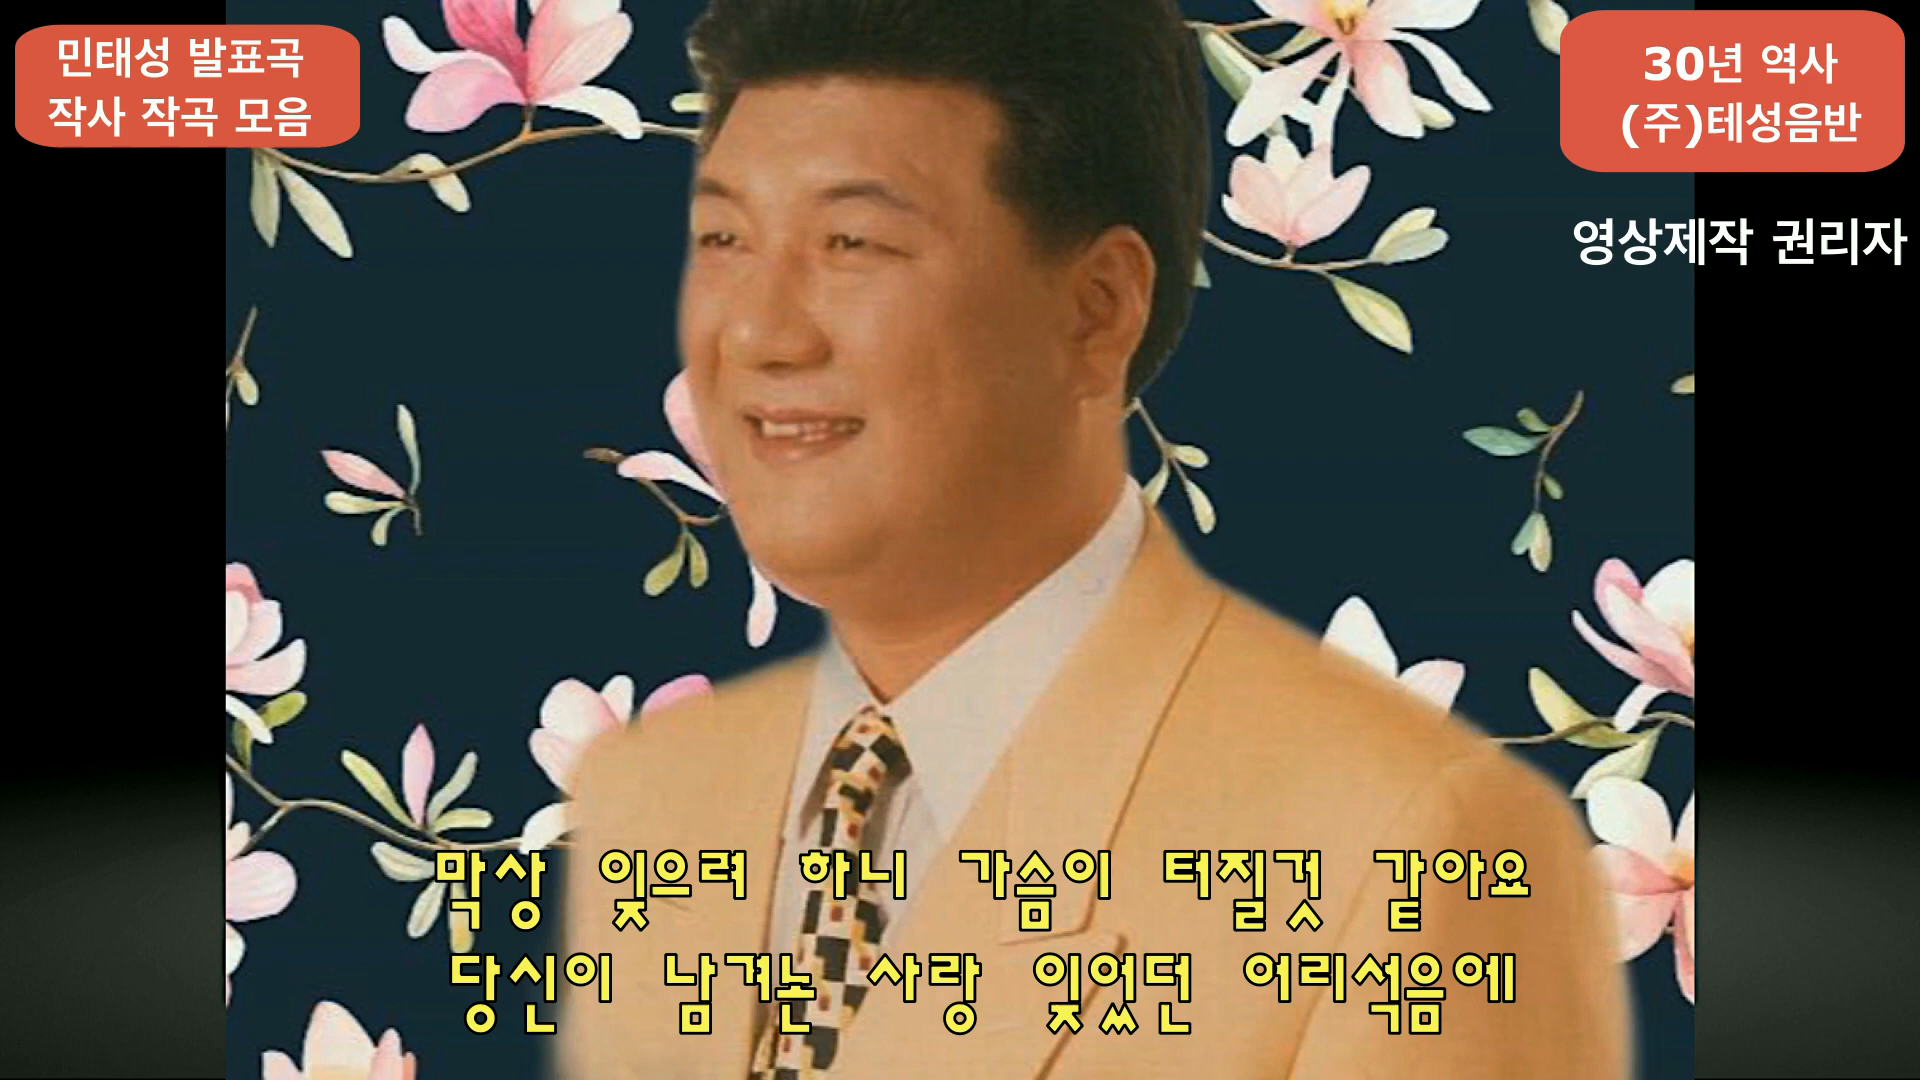 민태성 발표곡
작사 작곡 모음
30년 역사
(주)테성음반
영상제작 권리자
막상 잊으려 하니 가슴이 터질것 같아요
당신이 남겨논 사랑 잊었던 어리석음에